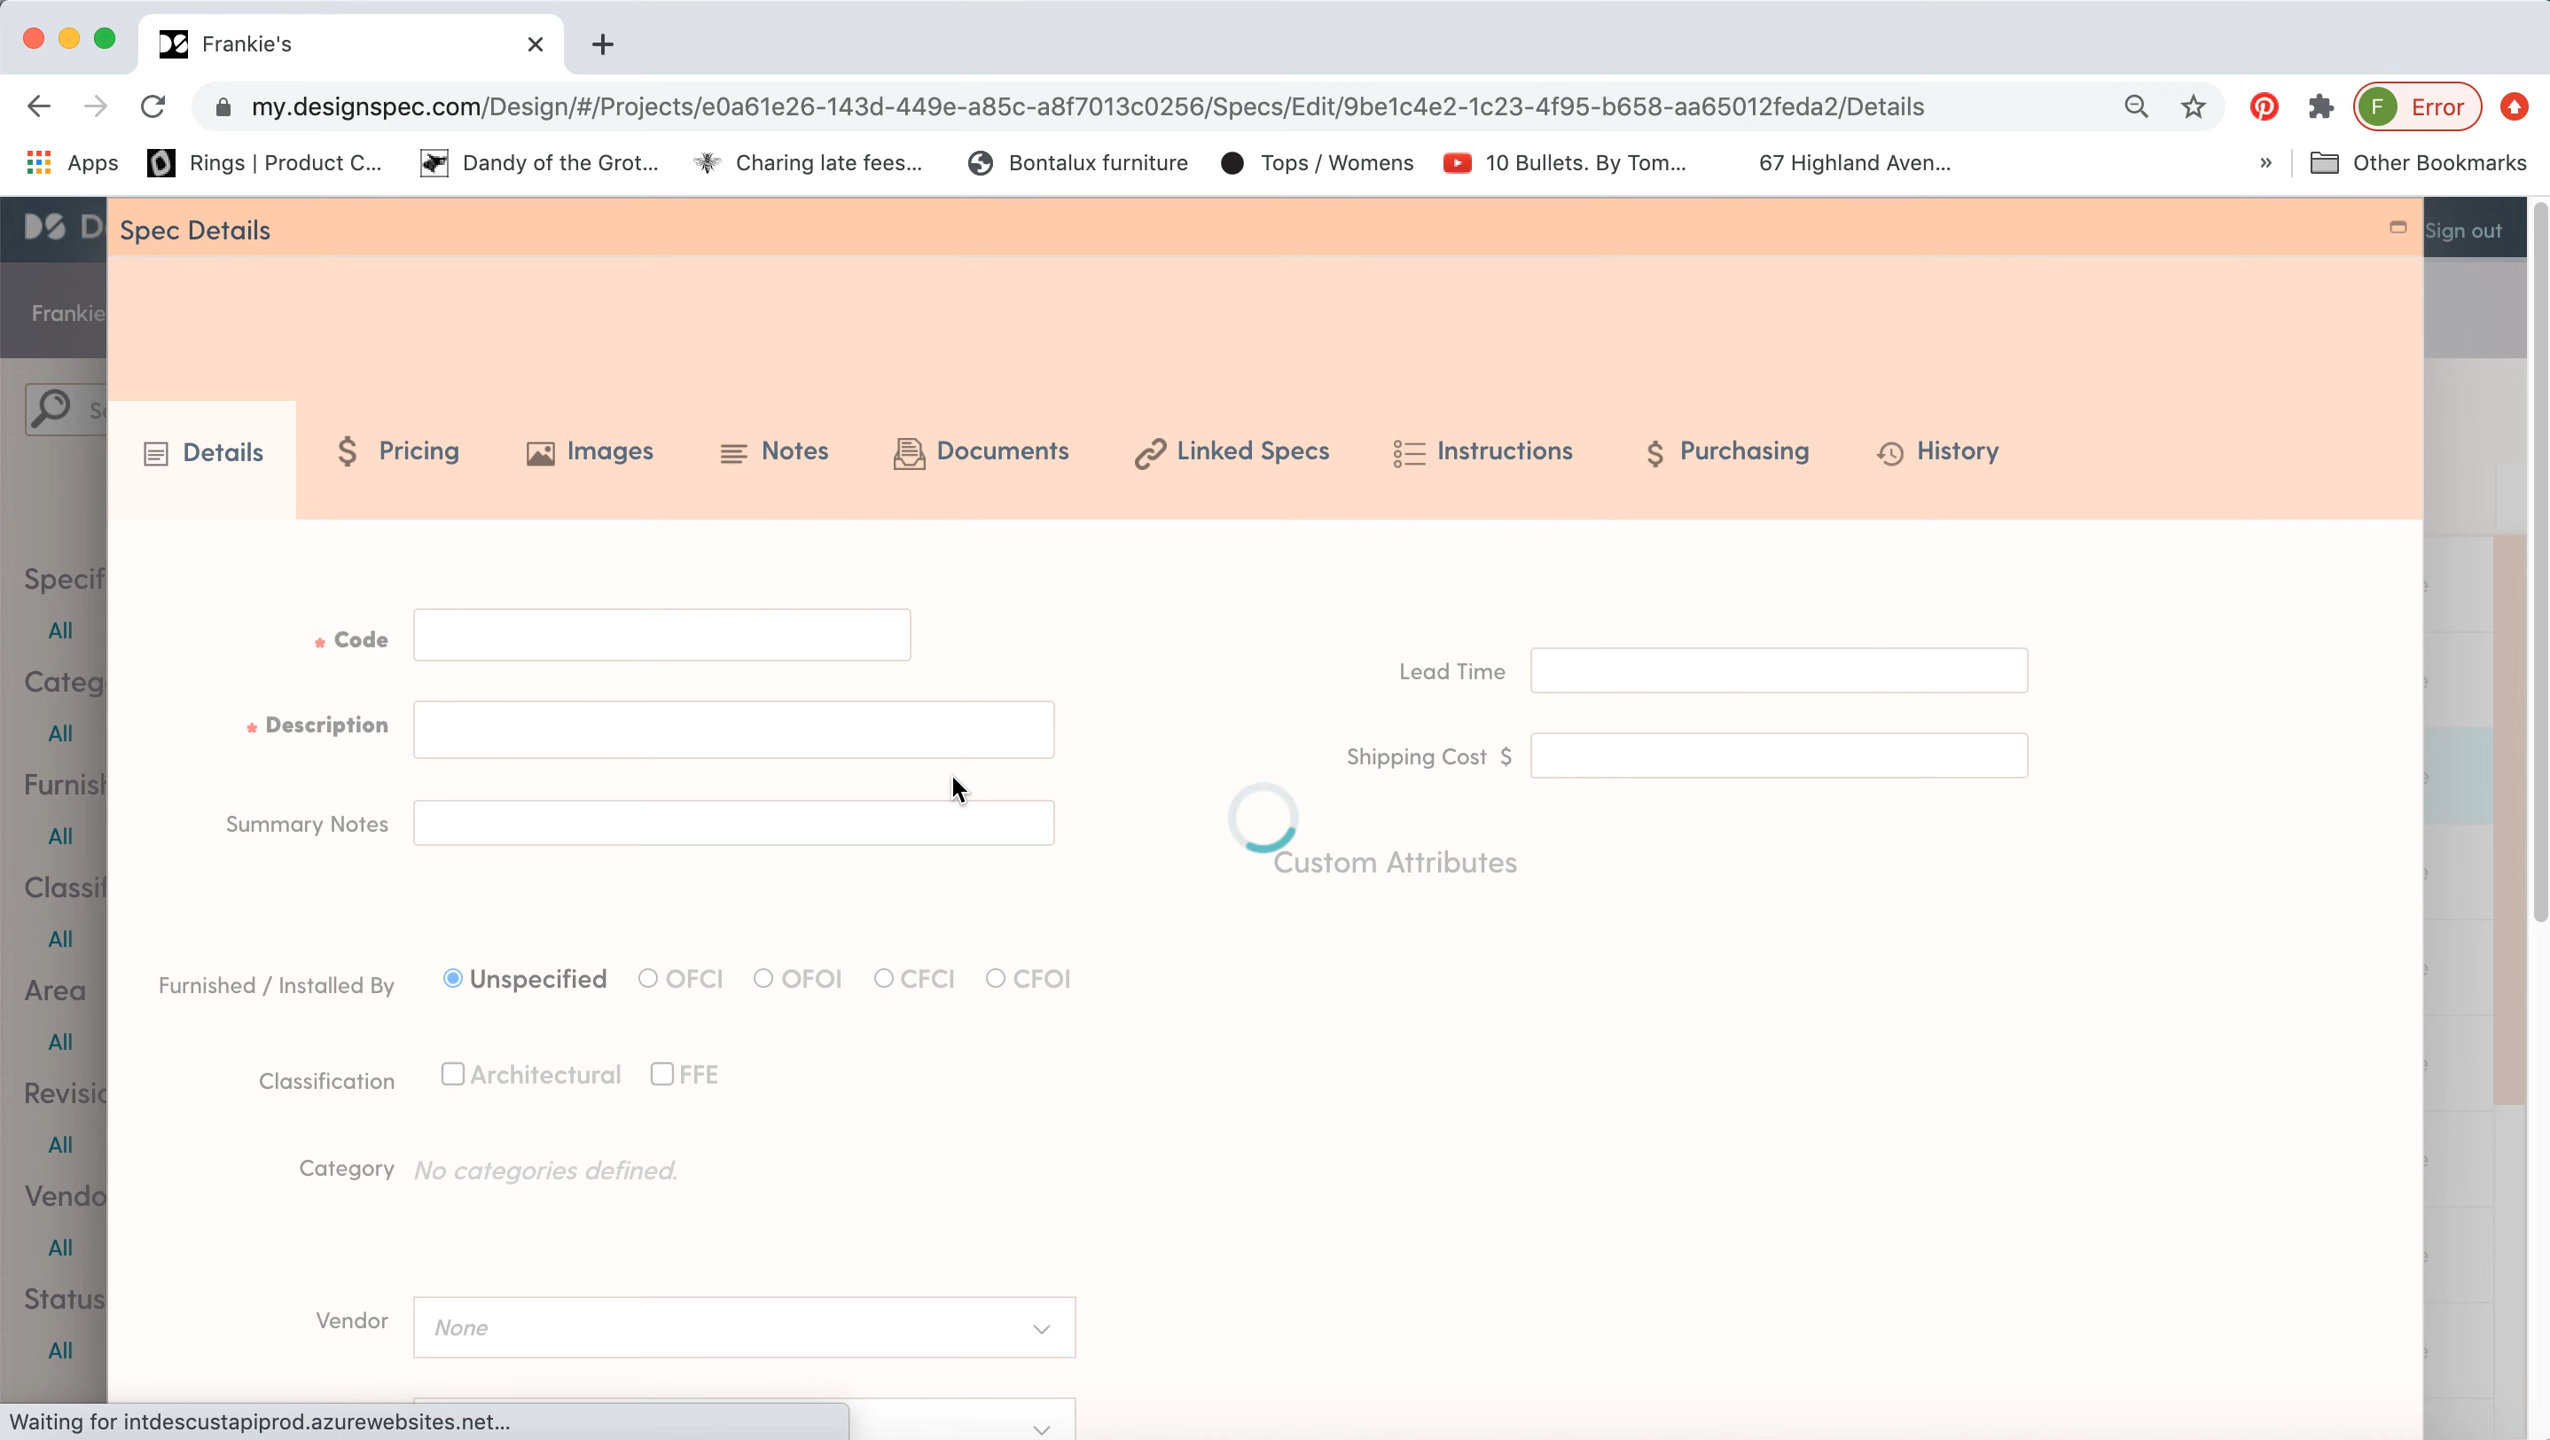 Frankie's
my.designspec.com/Design/#/Projects/e0a61e26-143d-449e-a85c-a8f7013c0256/Specs/Edit/9be1c4e2-1c23-4f95-b658-aa65012feda2/Details
F Error
Apps Rings | Product C... Dandy of the Grot... Charing late fees... Bontalux furniture Tops / Womens 10 Bullets. By Tom... 67 Highland Aven... » Other Bookmarks
DS D Spec Details Sign out
Frankie
Se
Details $ Pricing Images Notes Documents Linked Specs Instructions $ Purchasing History
Specif
All
* Code
Lead Time
Categ
* Description
All
Shipping Cost $
Furnish
Summary Notes
All
Custom Attributes
Classif
All
Furnished / Installed By Unspecified OFCI OFOI CFCI CFOI
Area
All
Classification Architectural FFE
Revisio
All
Category No categories defined.
Vendo
All
Status
Vendor None
All
Waiting for intdescustapiprod.azurewebsites.net...